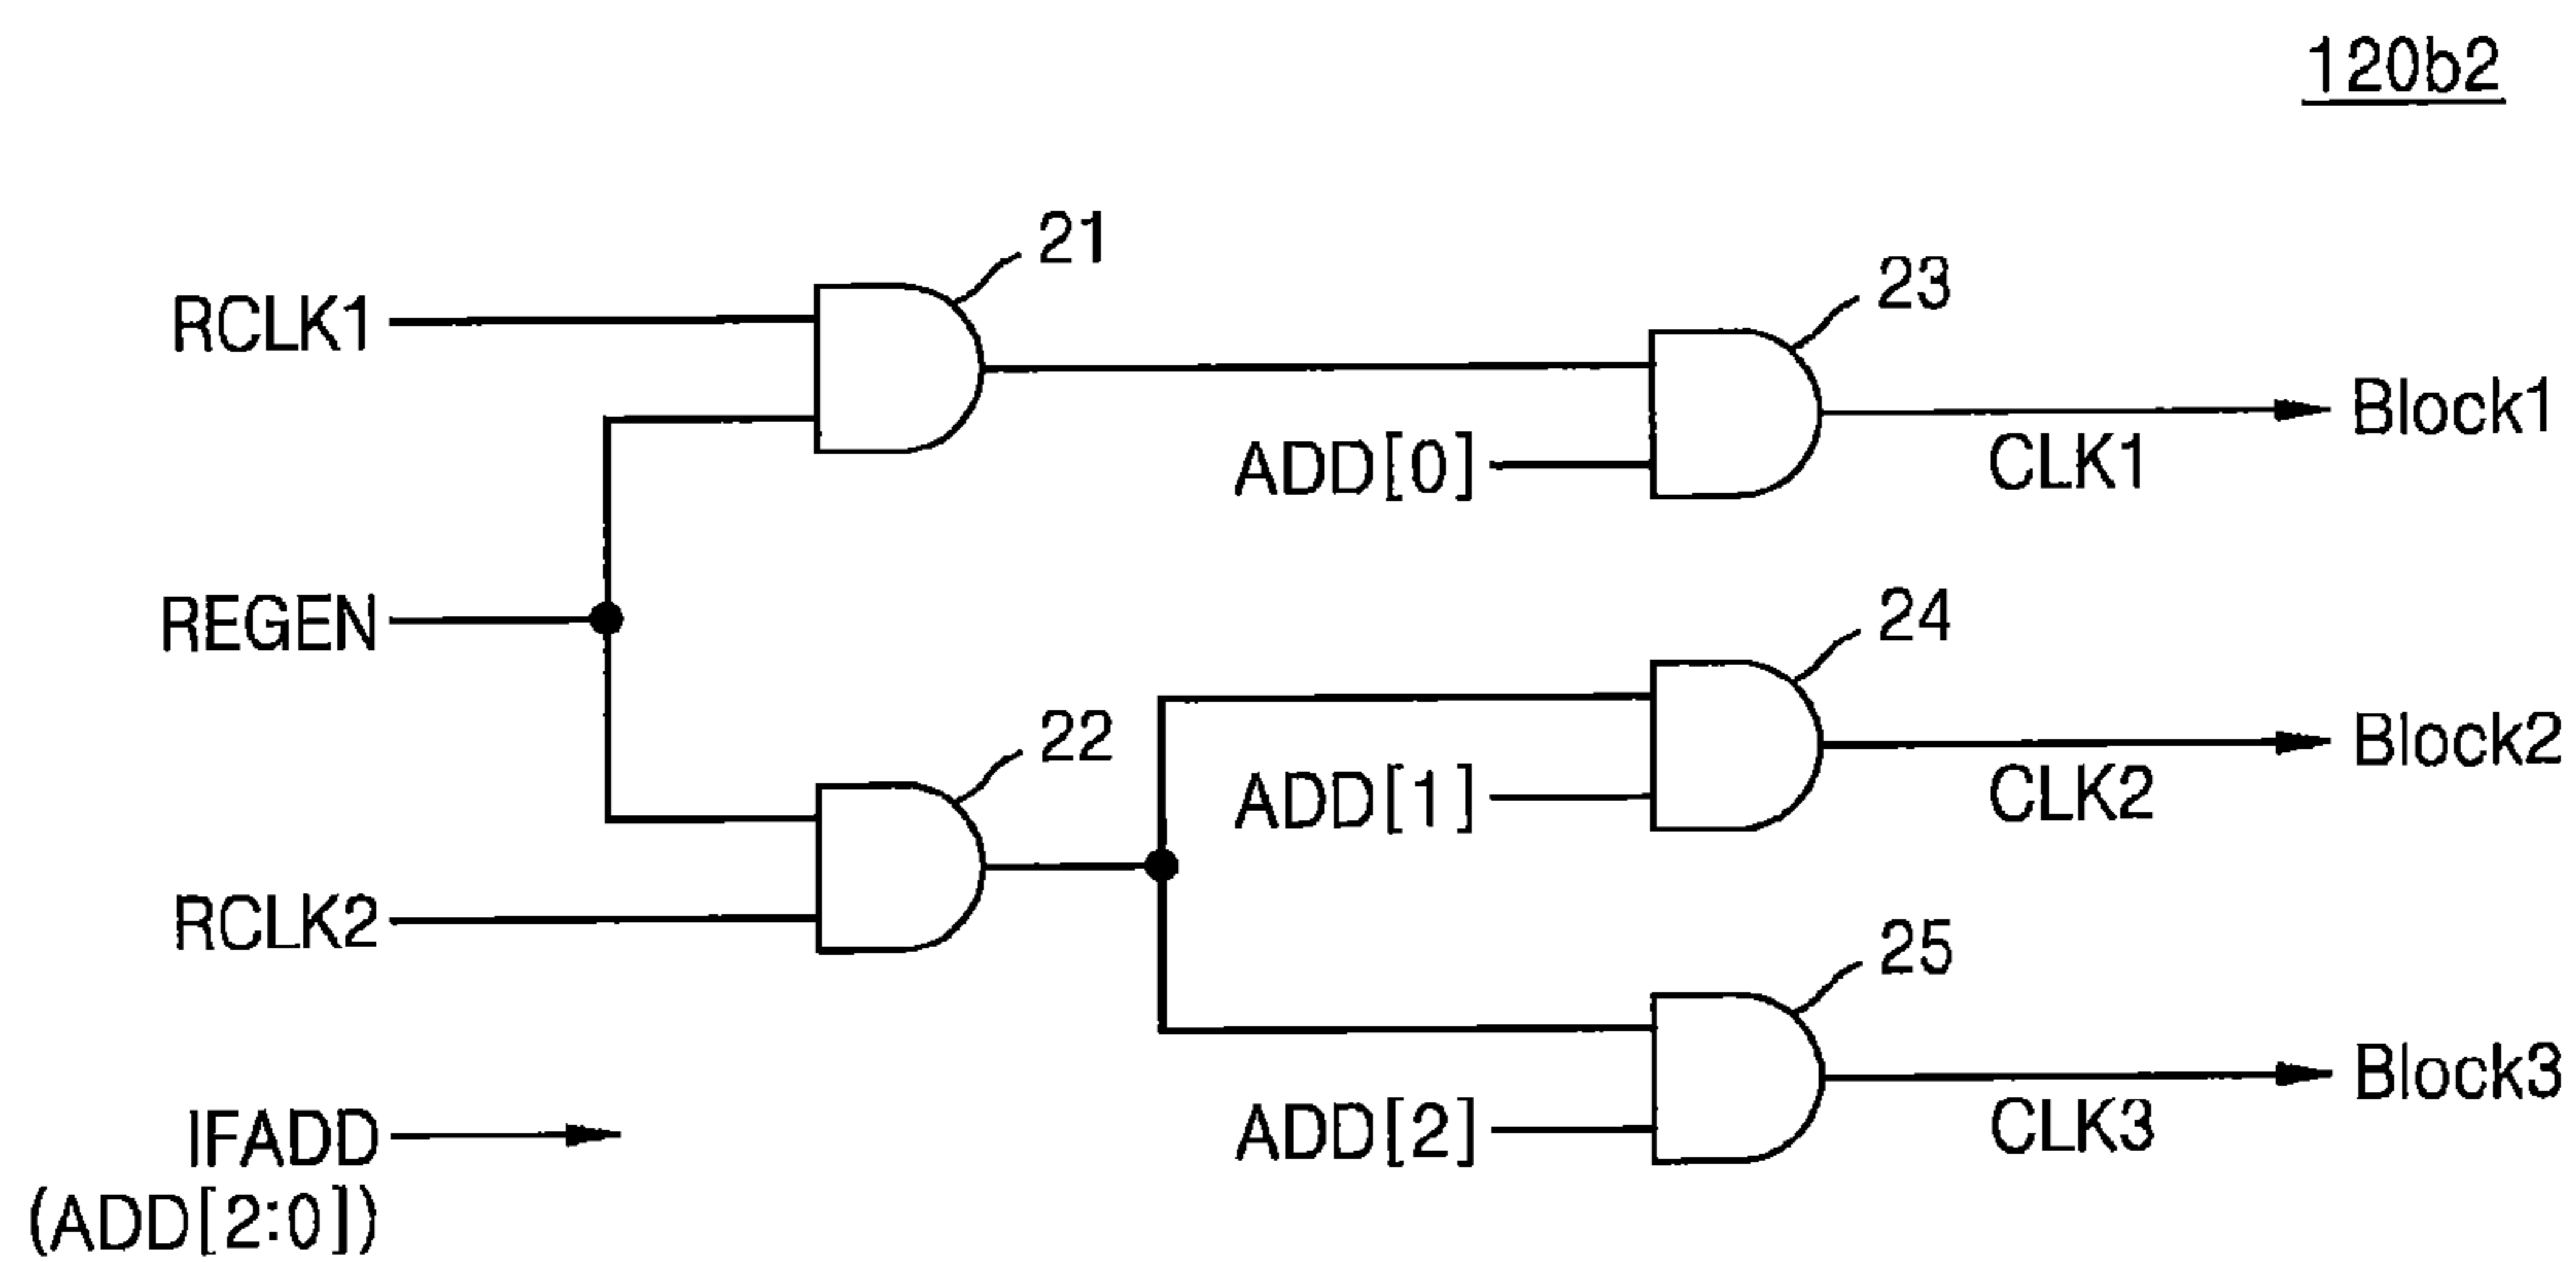 120b2
21
RCLK1
23
Block1
ADD[0]
CLK1
REGEN
24
22
Block2
ADD[1]
CLK2
RCLK2
25
Block3
IFADD
ADD[2]
CLK3
(ADD[2:0])